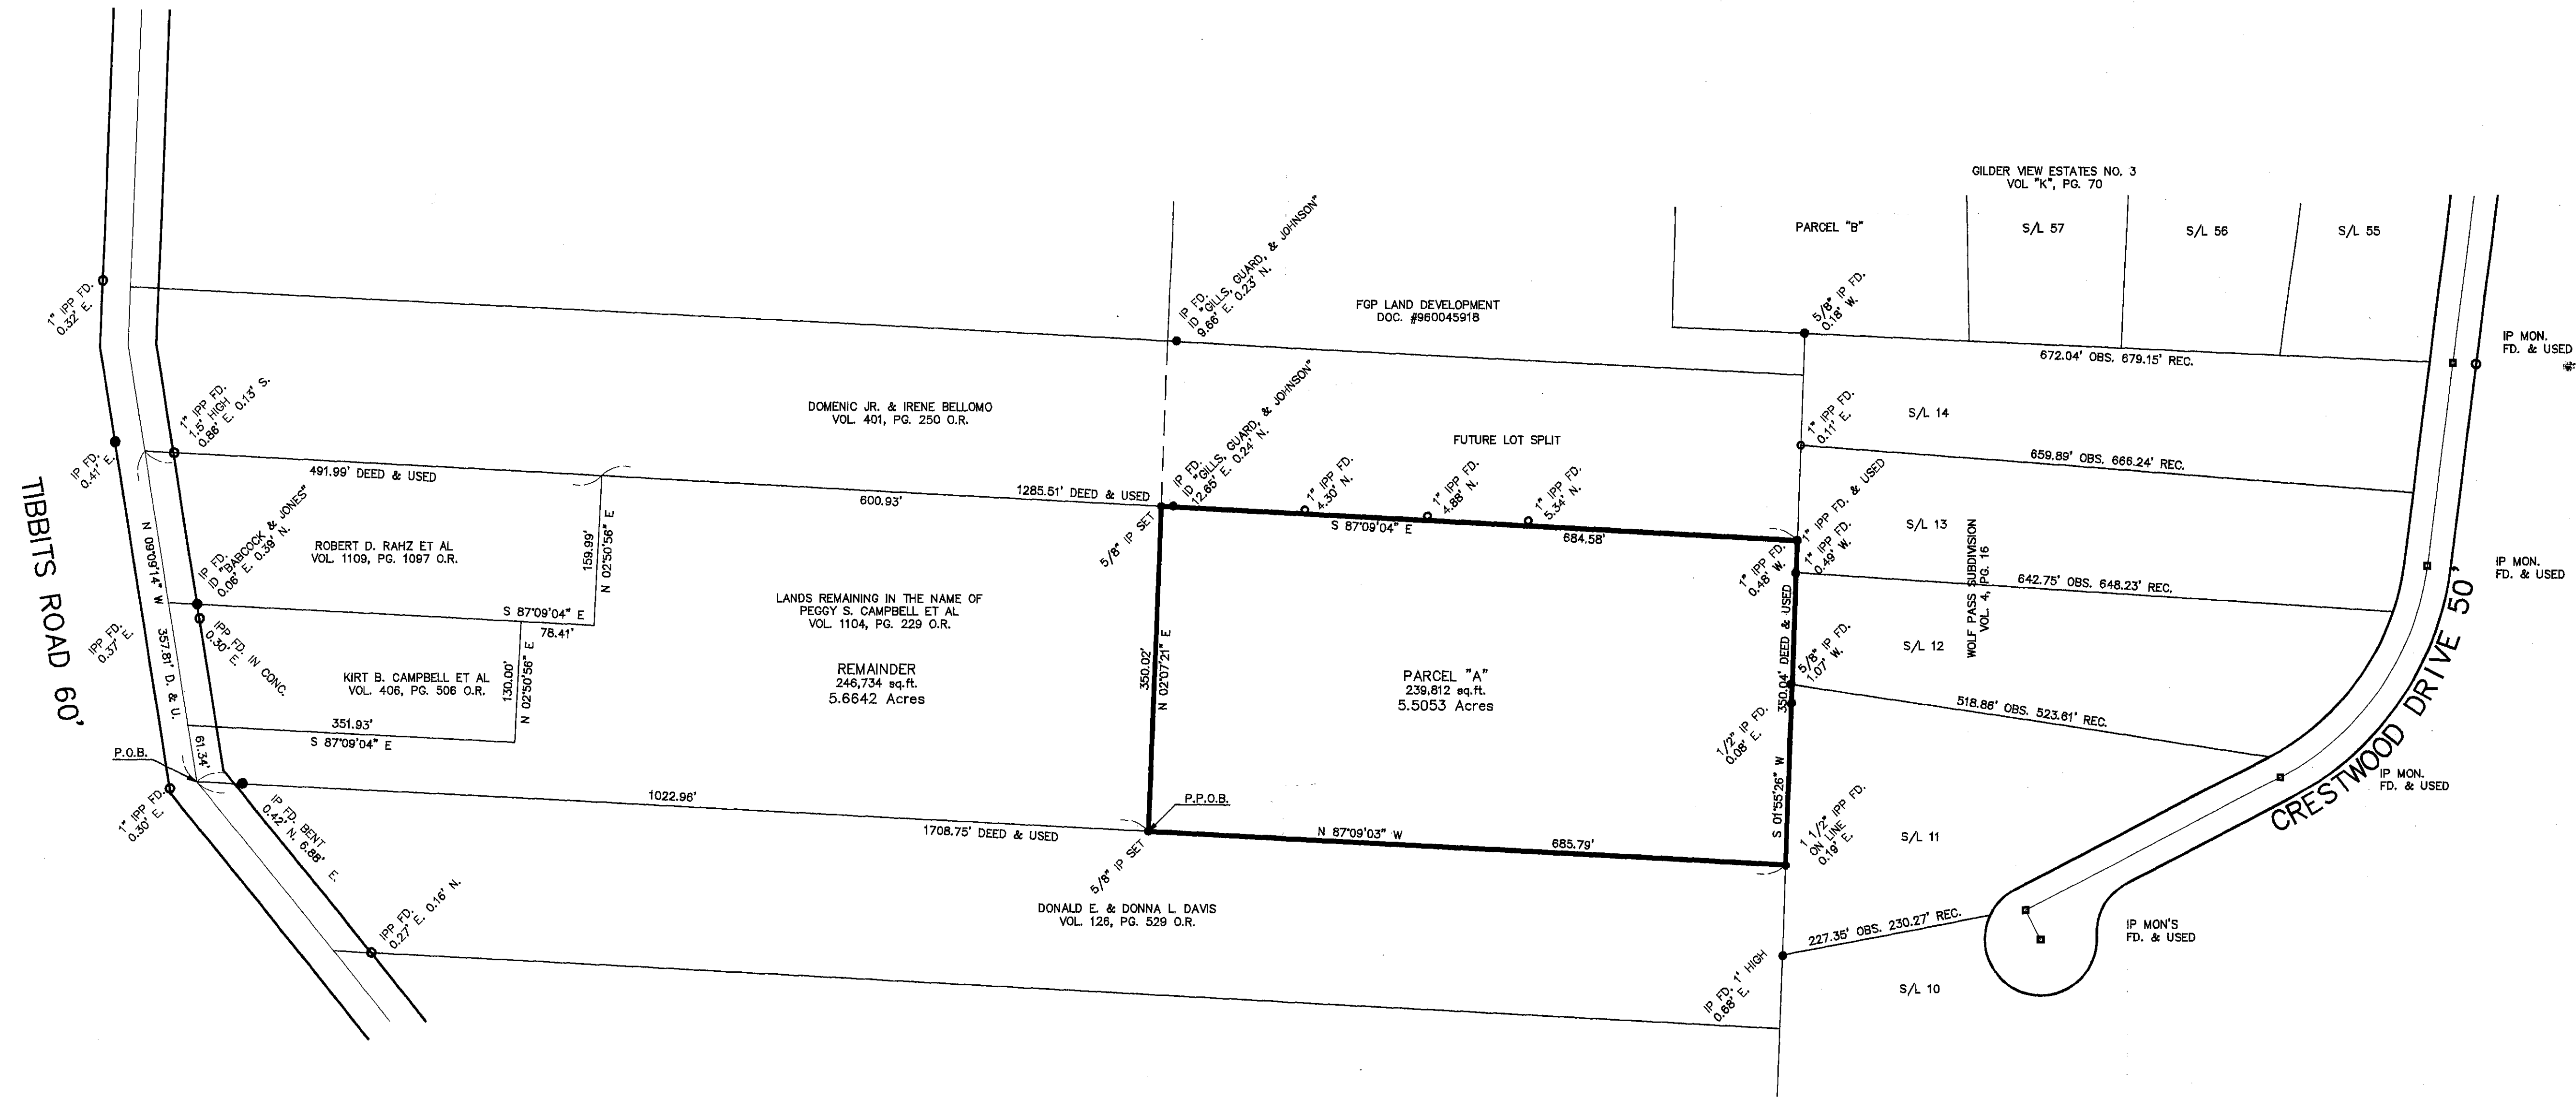 GILDER VIEW ESTATES NO. 3
VOL "K", PG. 70
PARCEL "B"
S/L 57
S/L 56
S/L 55
1" IPP FD.
0.32' E.
IP FD.
ID "GILLS, GUARD, & JOHNSON"
9.66' E. 0.23' N.
FGP LAND DEVELOPMENT
DOC. #960045918
5/8" IP FD.
0.18' W.
672.04' OBS. 679.15' REC.
IP MON.
FD. & USED
1" IPP FD.
1.5' HIGH
0.86' E. 0.13' S.
IP FD.
0.41' E.
DOMENIC JR. & IRENE BELLOMO
VOL. 401, PG. 250 O.R.
IP FD.
ID "GILLS, GUARD, & JOHNSON"
12.65' E. 0.24' N.
FUTURE LOT SPLIT
1" IPP FD.
0.11' E.
S/L 14
659.89' OBS. 666.24' REC.
491.99' DEED & USED
600.93'
1285.51' DEED & USED
5/8" IP SET
1" IPP FD.
4.30' N.
1" IPP FD.
4.88' N.
1" IPP FD.
5.34' N.
S 87°09'04" E
684.58'
1" IPP FD. & USED
1" IPP FD.
0.49' W.
1" IPP FD.
0.48' W.
S/L 13
WOLF PASS SUBDIVISION
VOL. 4, PG. 16
642.75' OBS. 648.23' REC.
IP MON.
FD. & USED
TIBBITS ROAD 60'
N 09°09'14" W
357.81' D. & U.
IP FD.
ID "BABCOCK & JONES"
0.06' E. 0.39' N.
ROBERT D. RAHZ ET AL
VOL. 1109, PG. 1097 O.R.
159.99'
N 02°50'56" E
S 87°09'04" E
78.41'
IPP FD.
0.37' E.
IPP FD. IN CONC.
0.30' E.
KIRT B. CAMPBELL ET AL
VOL. 406, PG. 506 O.R.
130.00'
N 02°50'56" E
351.93'
S 87°09'04" E
61.34'
LANDS REMAINING IN THE NAME OF
PEGGY S. CAMPBELL ET AL
VOL. 1104, PG. 229 O.R.
REMAINDER
246,734 sq.ft.
5.6642 Acres
350.02'
N 02°07'21" E
PARCEL "A"
239,812 sq.ft.
5.5053 Acres
350.04' DEED & USED
S 01°55'26" W
5/8" IP FD.
1.07' W.
1/2" IP FD.
0.08' E.
S/L 12
518.86' OBS. 523.61' REC.
CRESTWOOD DRIVE 50'
IP MON.
FD. & USED
P.O.B.
1" IPP FD.
0.30' E.
IP FD. BENT
0.42' N. 6.88' E.
1022.96'
1708.75' DEED & USED
P.P.O.B.
5/8" IP SET
N 87°09'03" W
685.79'
1 1/2" IPP FD.
ON LINE
0.19' E.
S/L 11
IPP FD.
0.27' E. 0.16' N.
DONALD E. & DONNA L. DAVIS
VOL. 126, PG. 529 O.R.
227.35' OBS. 230.27' REC.
IP MON'S
FD. & USED
IP FD. 1' HIGH
0.68' E.
S/L 10